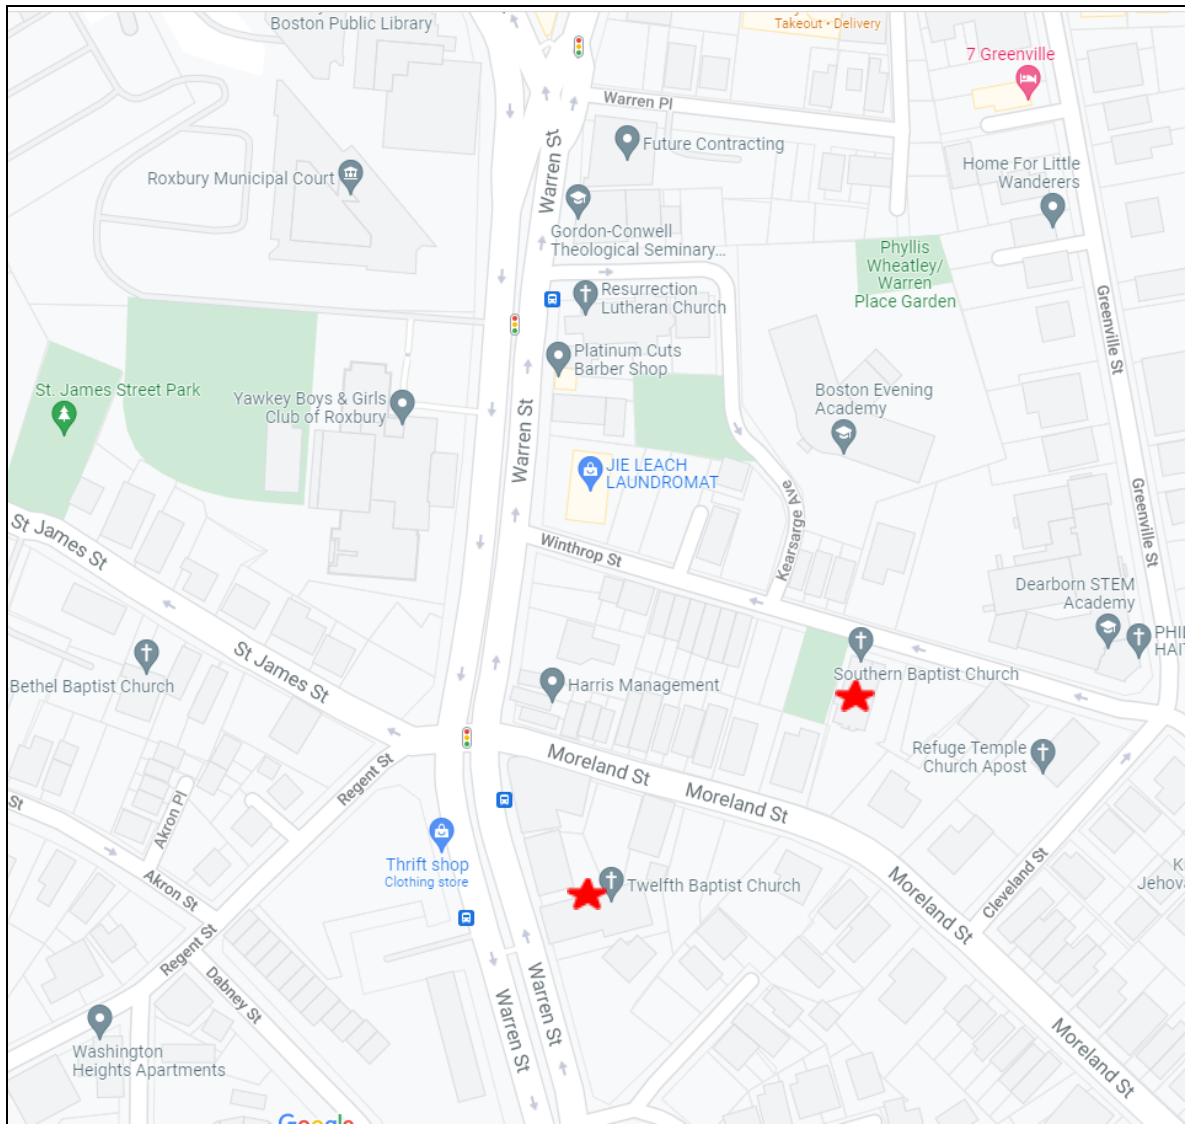 Boston Public Library
Takeout • Delivery
7 Greenville
Warren Pl
Future Contracting
Warren St
Roxbury Municipal Court
Home For Little
Wanderers
Gordon-Conwell
Theological Seminary...
Phyllis
Wheatley/
Warren
Place Garden
Resurrection
Lutheran Church
Greenville St
Platinum Cuts
Barber Shop
St. James Street Park
Yawkey Boys & Girls
Club of Roxbury
Boston Evening
Academy
Warren St
JIE LEACH
LAUNDROMAT
Kearsarge Ave
Greenville St
St James St
Winthrop St
Dearborn STEM
Academy
PHIL
HAIT
St James St
Bethel Baptist Church
Harris Management
Southern Baptist Church
Refuge Temple
Church Apost
Moreland St
Moreland St
Regent St
St
Akron Pl
Thrift shop
Clothing store
Akron St
Twelfth Baptist Church
Moreland St
Cleveland St
K
Jehova
Regent St
Dabney St
Warren St
Warren St
Washington
Heights Apartments
Moreland St
Google